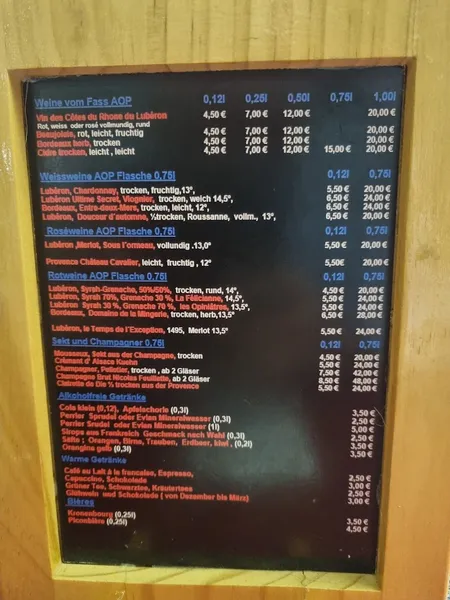 Weine vom Fass AOP 0,12l 0,25l 0,50l 0,75l 1,00l
Vin des Côtes du Rhone du Lubéron 4,50 € 7,00 € 12,00 € 20,00 €
Rot, weiss oder rosé vollmundig, rund
Beaujolais, rot, leicht, fruchtig 4,50 € 7,00 € 12,00 € 20,00 €
Bordeaux herb, trocken 4,50 € 7,00 € 12,00 € 20,00 €
Cidre trocken, leicht , leicht 4,50 € 7,00 € 12,00 € 15,00 € 20,00 €
Weissweine AOP Flasche 0,75l 0,12l 0,75l
Lubéron, Chardonnay, trocken, fruchtig,13°, 5,50 € 20,00 €
Lubéron Ultime Secret, Viognier, trocken, weich 14,5°, 6,50 € 24,00 €
Bordeaux, Entre-deux-Mers, trocken, leicht, 12°, 6,50 € 24,00 €
Lubéron, Douceur d'automne, ½trocken, Roussanne, vollm., 13°, 6,50 € 24,00 €
Roséweine AOP Flasche 0,75l 0,12l 0,75l
Lubéron ,Merlot, Sous l'ormeau, vollundig ,13,0° 5,50 € 20,00 €
Provence Château Cavalier, leicht, fruchtig , 12° 5,50€ 20,00 €
Rotweine AOP Flasche 0,75l 0,12l 0,75l
Lubéron, Syrah-Grenache, 50%/50%, trocken, rund, 14°, 4,50 € 20,00 €
Lubéron, Syrah 70%, Grenache 30 %, La Félicienne, 14,5°, 5,50 € 24,00 €
Lubéron Syrah 30 %, Grenache 70 %, les Opiniâtres, 13,5°, 5,50 € 24,00 €
Bordeaux, Domaine de la Mingerie, trocken, herb,13,5° 6,50 € 28,00 €
Lubéron, le Temps de l'Exception, 1495, Merlot 13,5° 5,50 € 24,00 €
Sekt und Champagner 0,75l 0,12l 0,75l
Mousseux, Sekt aus der Champagne, trocken 4,50 € 20,00 €
Crément d' Alsace Kuehn 5,50 € 24,00 €
Champagner, Pelletier, trocken , ab 2 Gläser 7,50 € 42,00 €
Champagne Brut Nicolas Feuillatte, ab 2 Gläser 8,50 € 48,00 €
Clairette de Die % trocken aus der Provence 5,50 € 24,00 €
Alkoholfreie Getränke
Cola klein (0,12), Apfelschorle (0,3l) 3,50 €
Perrier Sprudel oder Evian Mineralwasser (0,3l) 2,50 €
Perrier Srudel oder Evian Mineralwasser (1l) 5,00 €
Sirops aus Frankreich Geschmack nach Wahl (0,3l) 2,50 €
Säfte ; Orangen, Birne, Trauben, Erdbeer, kiwi . (0,2l) 3,50 €
Orangina gelb (0,3l) 3,50 €
Warme Getränke
Café au Lait à la francaise, Espresso, 2,50 €
Capuccino, Schokolade 3,00 €
Grüner Tee, Schwarztee, Kräutertees 2,50 €
Glühwein und Schokolade ( von Dezember bis März) 3,00 €
Bières
Kronenbourg (0,25l) 3,50 €
Piconbière (0,25l) 4,50 €